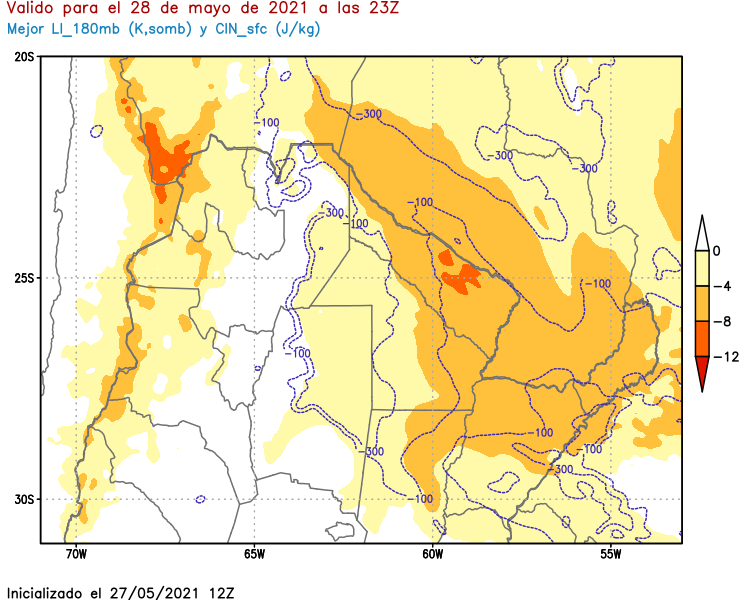 Valido para el 28 de mayo de 2021 a las 23Z
Mejor LI_180mb (K,somb) y CIN_sfc (J/kg)
20S
-300
-100
-300
-300
-100
-300
-100
25S
-100
-100
-100
-300
-100
-300
30S
-100
70W 65W 60W 55W
0
-4
-8
-12
Inicializado el 27/05/2021 12Z